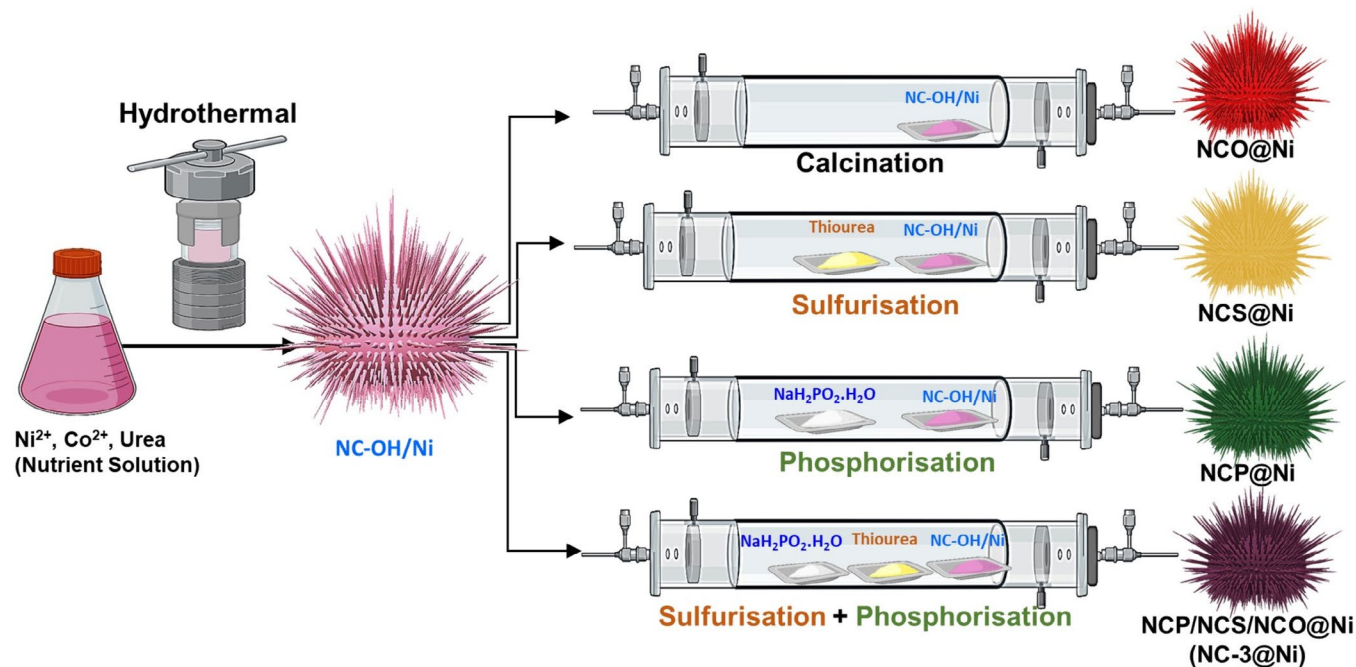 Hydrothermal
Ni²⁺, Co²⁺, Urea
(Nutrient Solution)
NC-OH/Ni
NC-OH/Ni
Calcination
NCO@Ni
Thiourea
NC-OH/Ni
Sulfurisation
NCS@Ni
NaH₂PO₂.H₂O
NC-OH/Ni
Phosphorisation
NCP@Ni
NaH₂PO₂.H₂O
Thiourea
NC-OH/Ni
Sulfurisation + Phosphorisation
NCP/NCS/NCO@Ni
(NC-3@Ni)